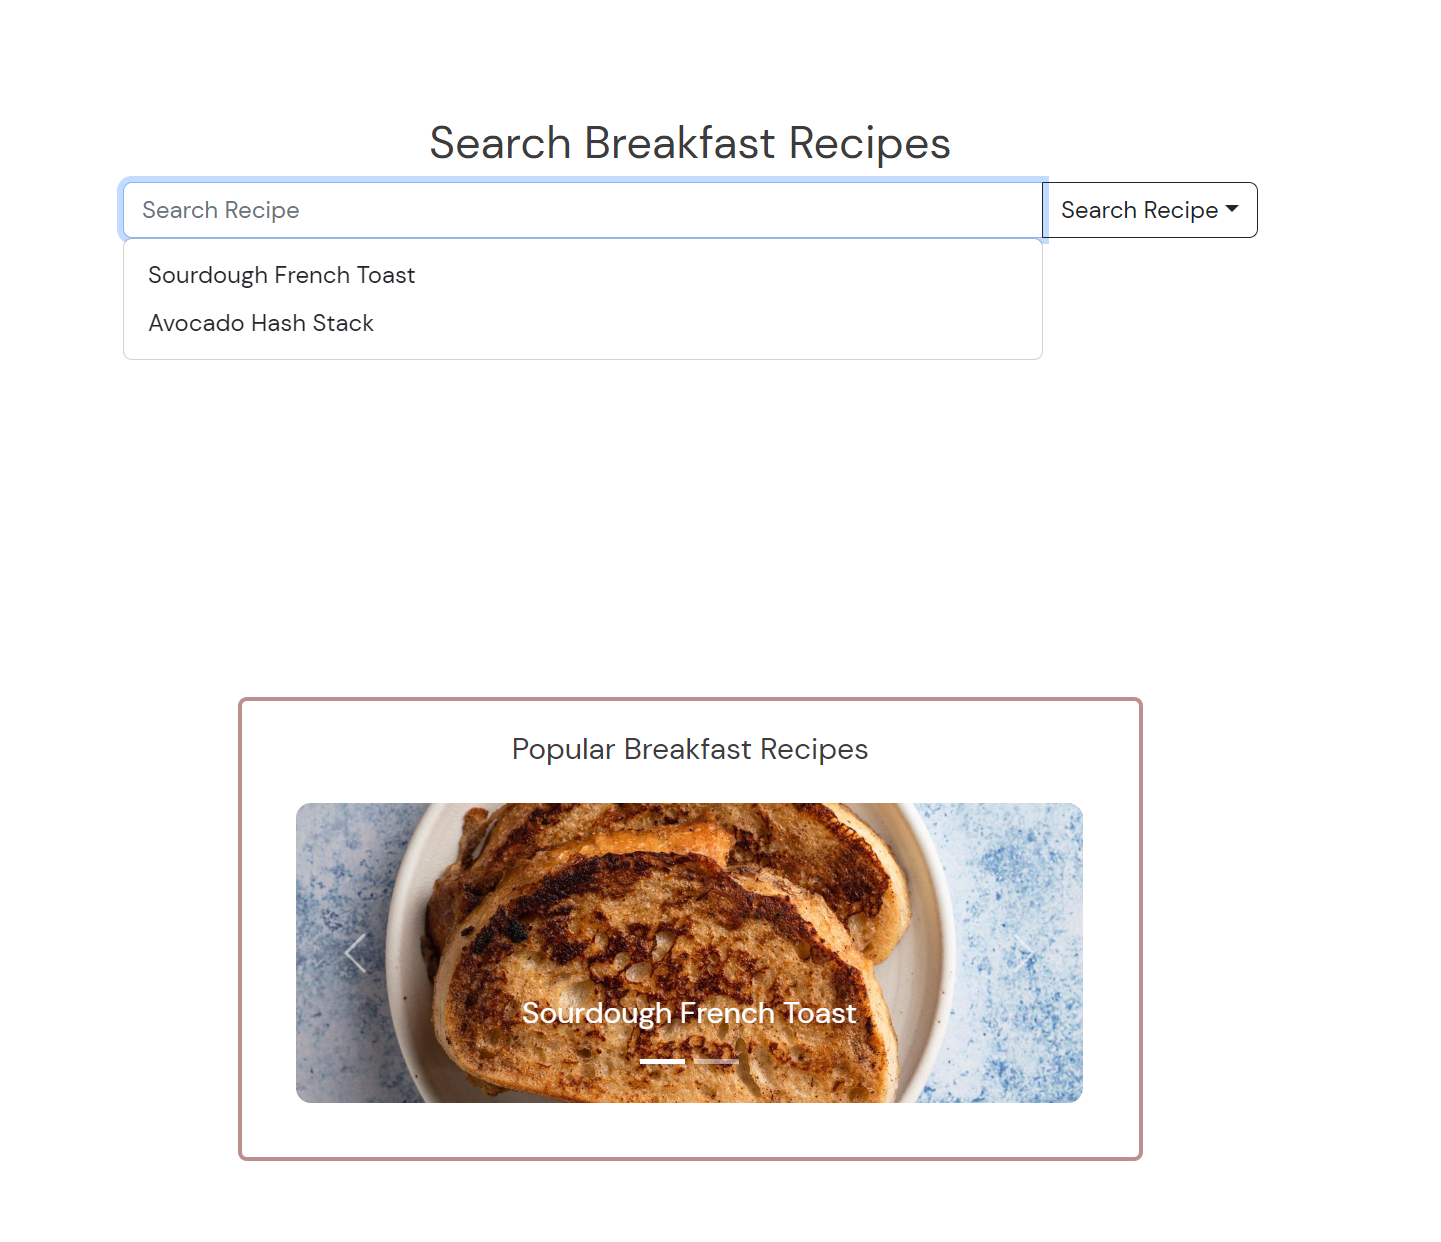 Search Breakfast Recipes
Search Recipe
Search Recipe
Sourdough French Toast
Avocado Hash Stack
Popular Breakfast Recipes
Sourdough French Toast